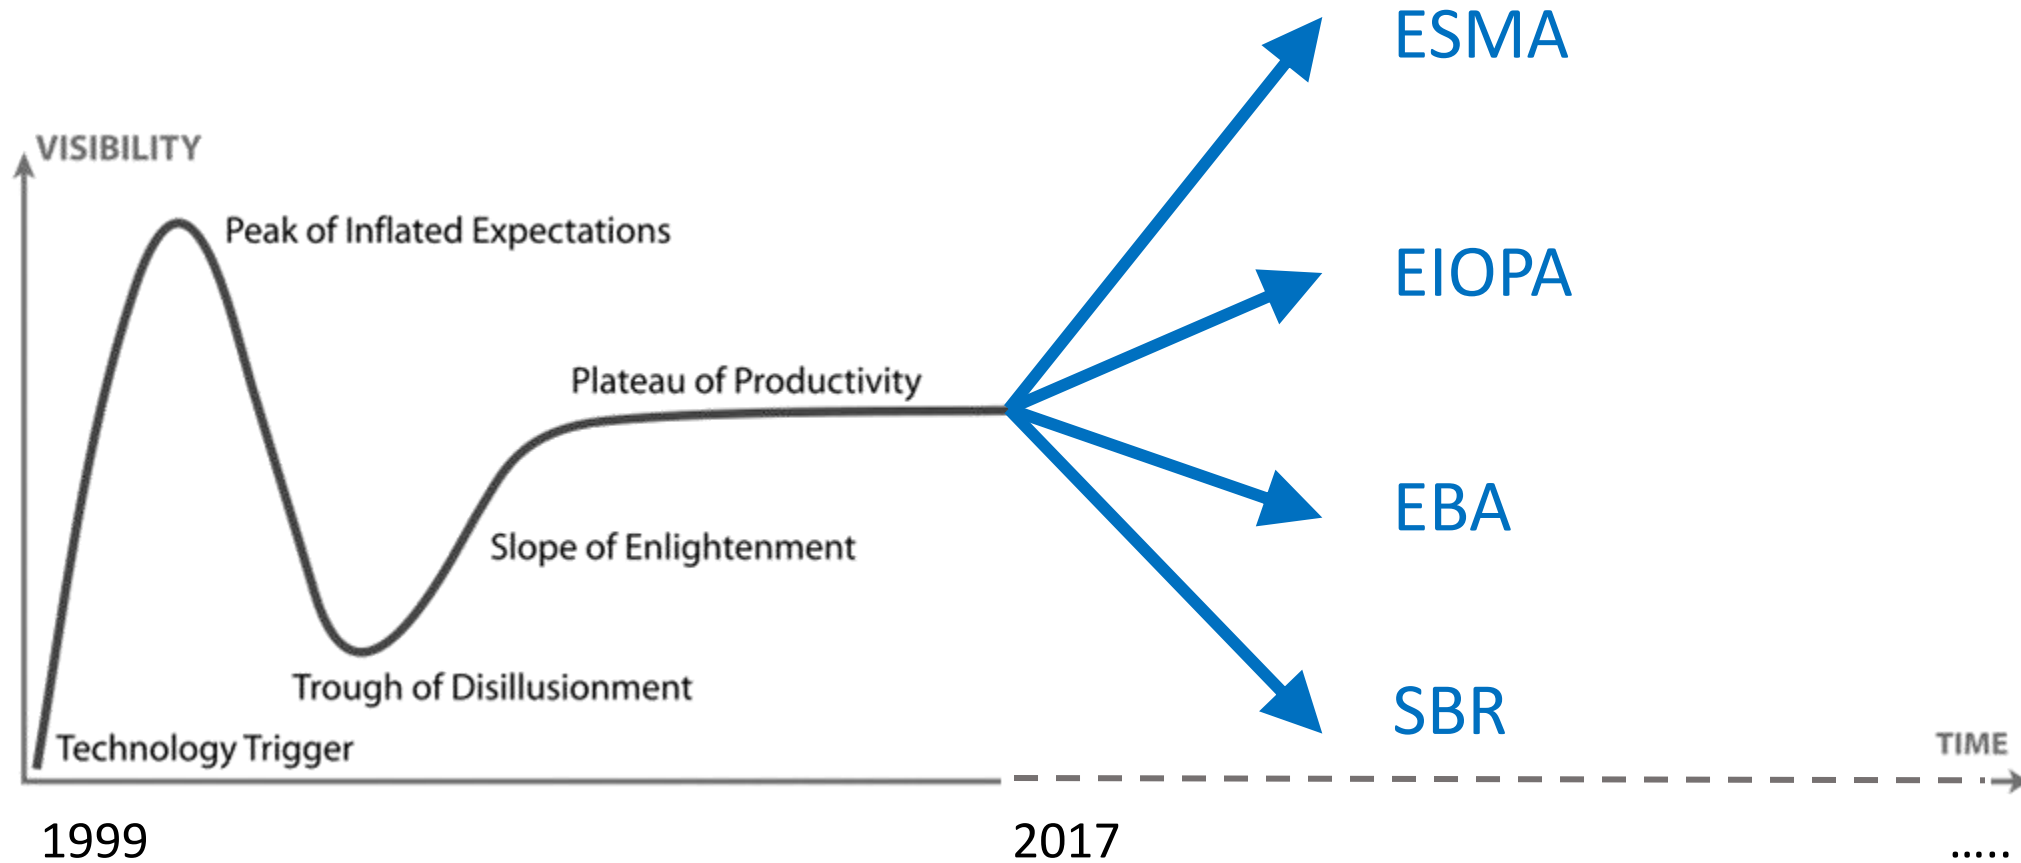 ESMA
VISIBILITY
Peak of Inflated Expectations
EIOPA
Plateau of Productivity
EBA
Slope of Enlightenment
Trough of Disillusionment
SBR
Technology Trigger
TIME
1999
2017
.....